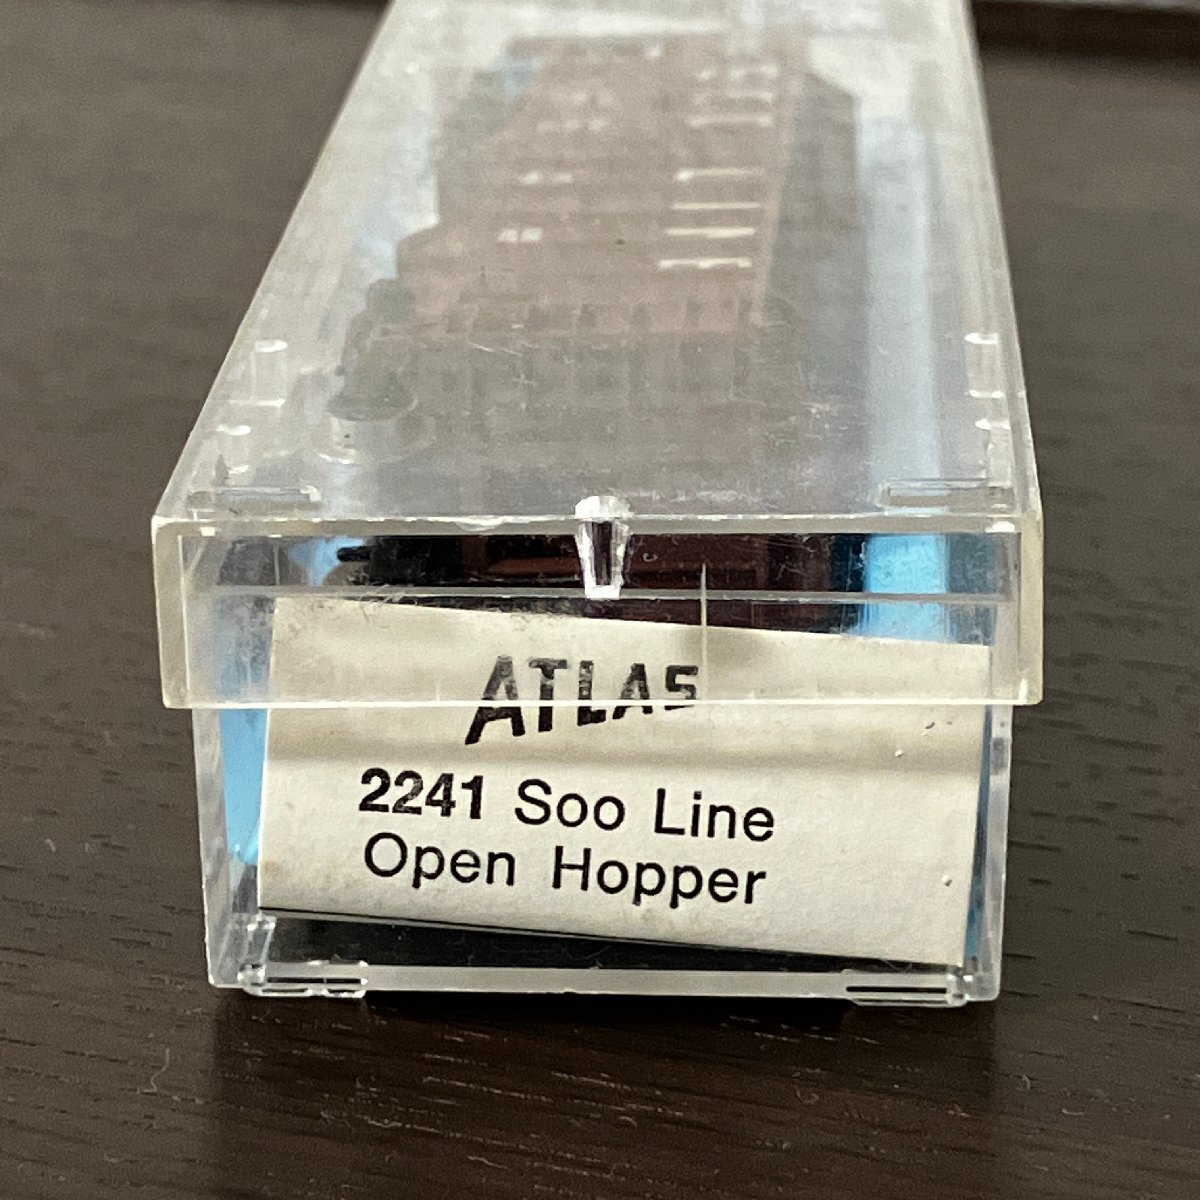 ATLAS
2241 Soo Line
Open Hopper